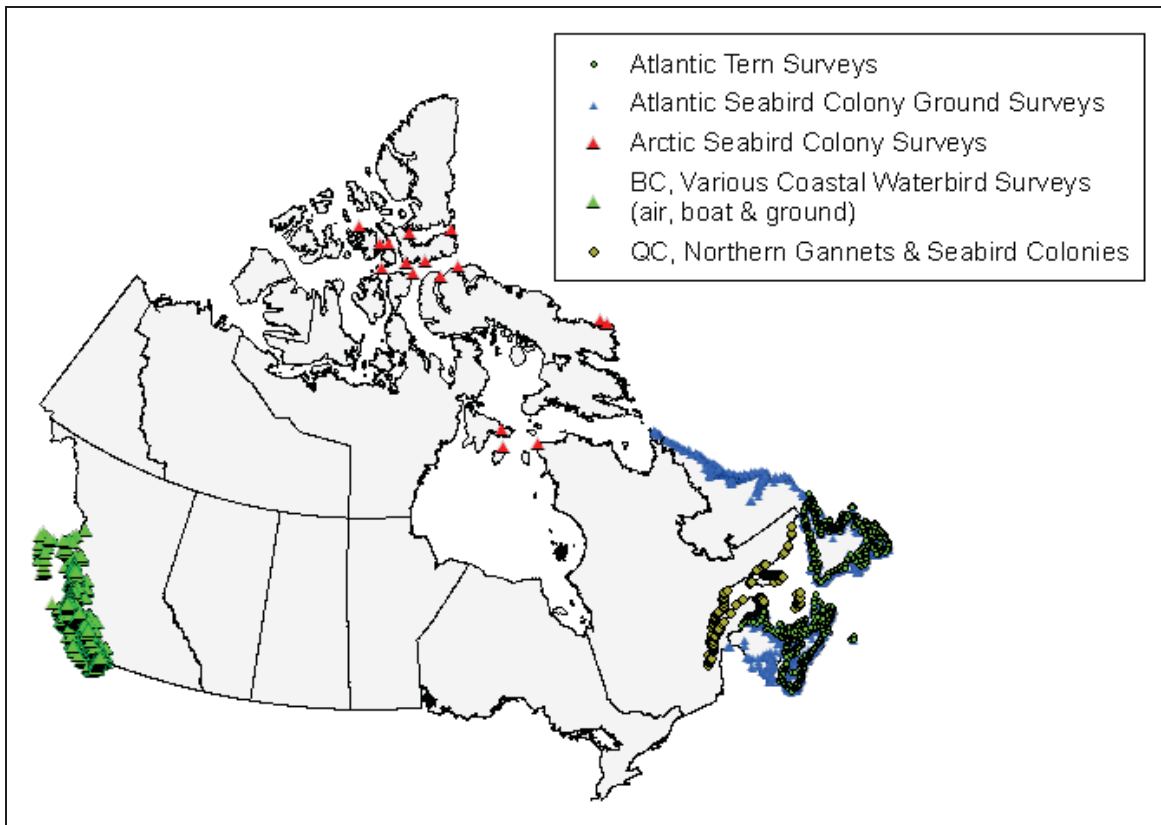 Atlantic Tern Surveys
Atlantic Seabird Colony Ground Surveys
Arctic Seabird Colony Surveys
BC, Various Coastal Waterbird Surveys
(air, boat & ground)
QC, Northern Gannets & Seabird Colonies